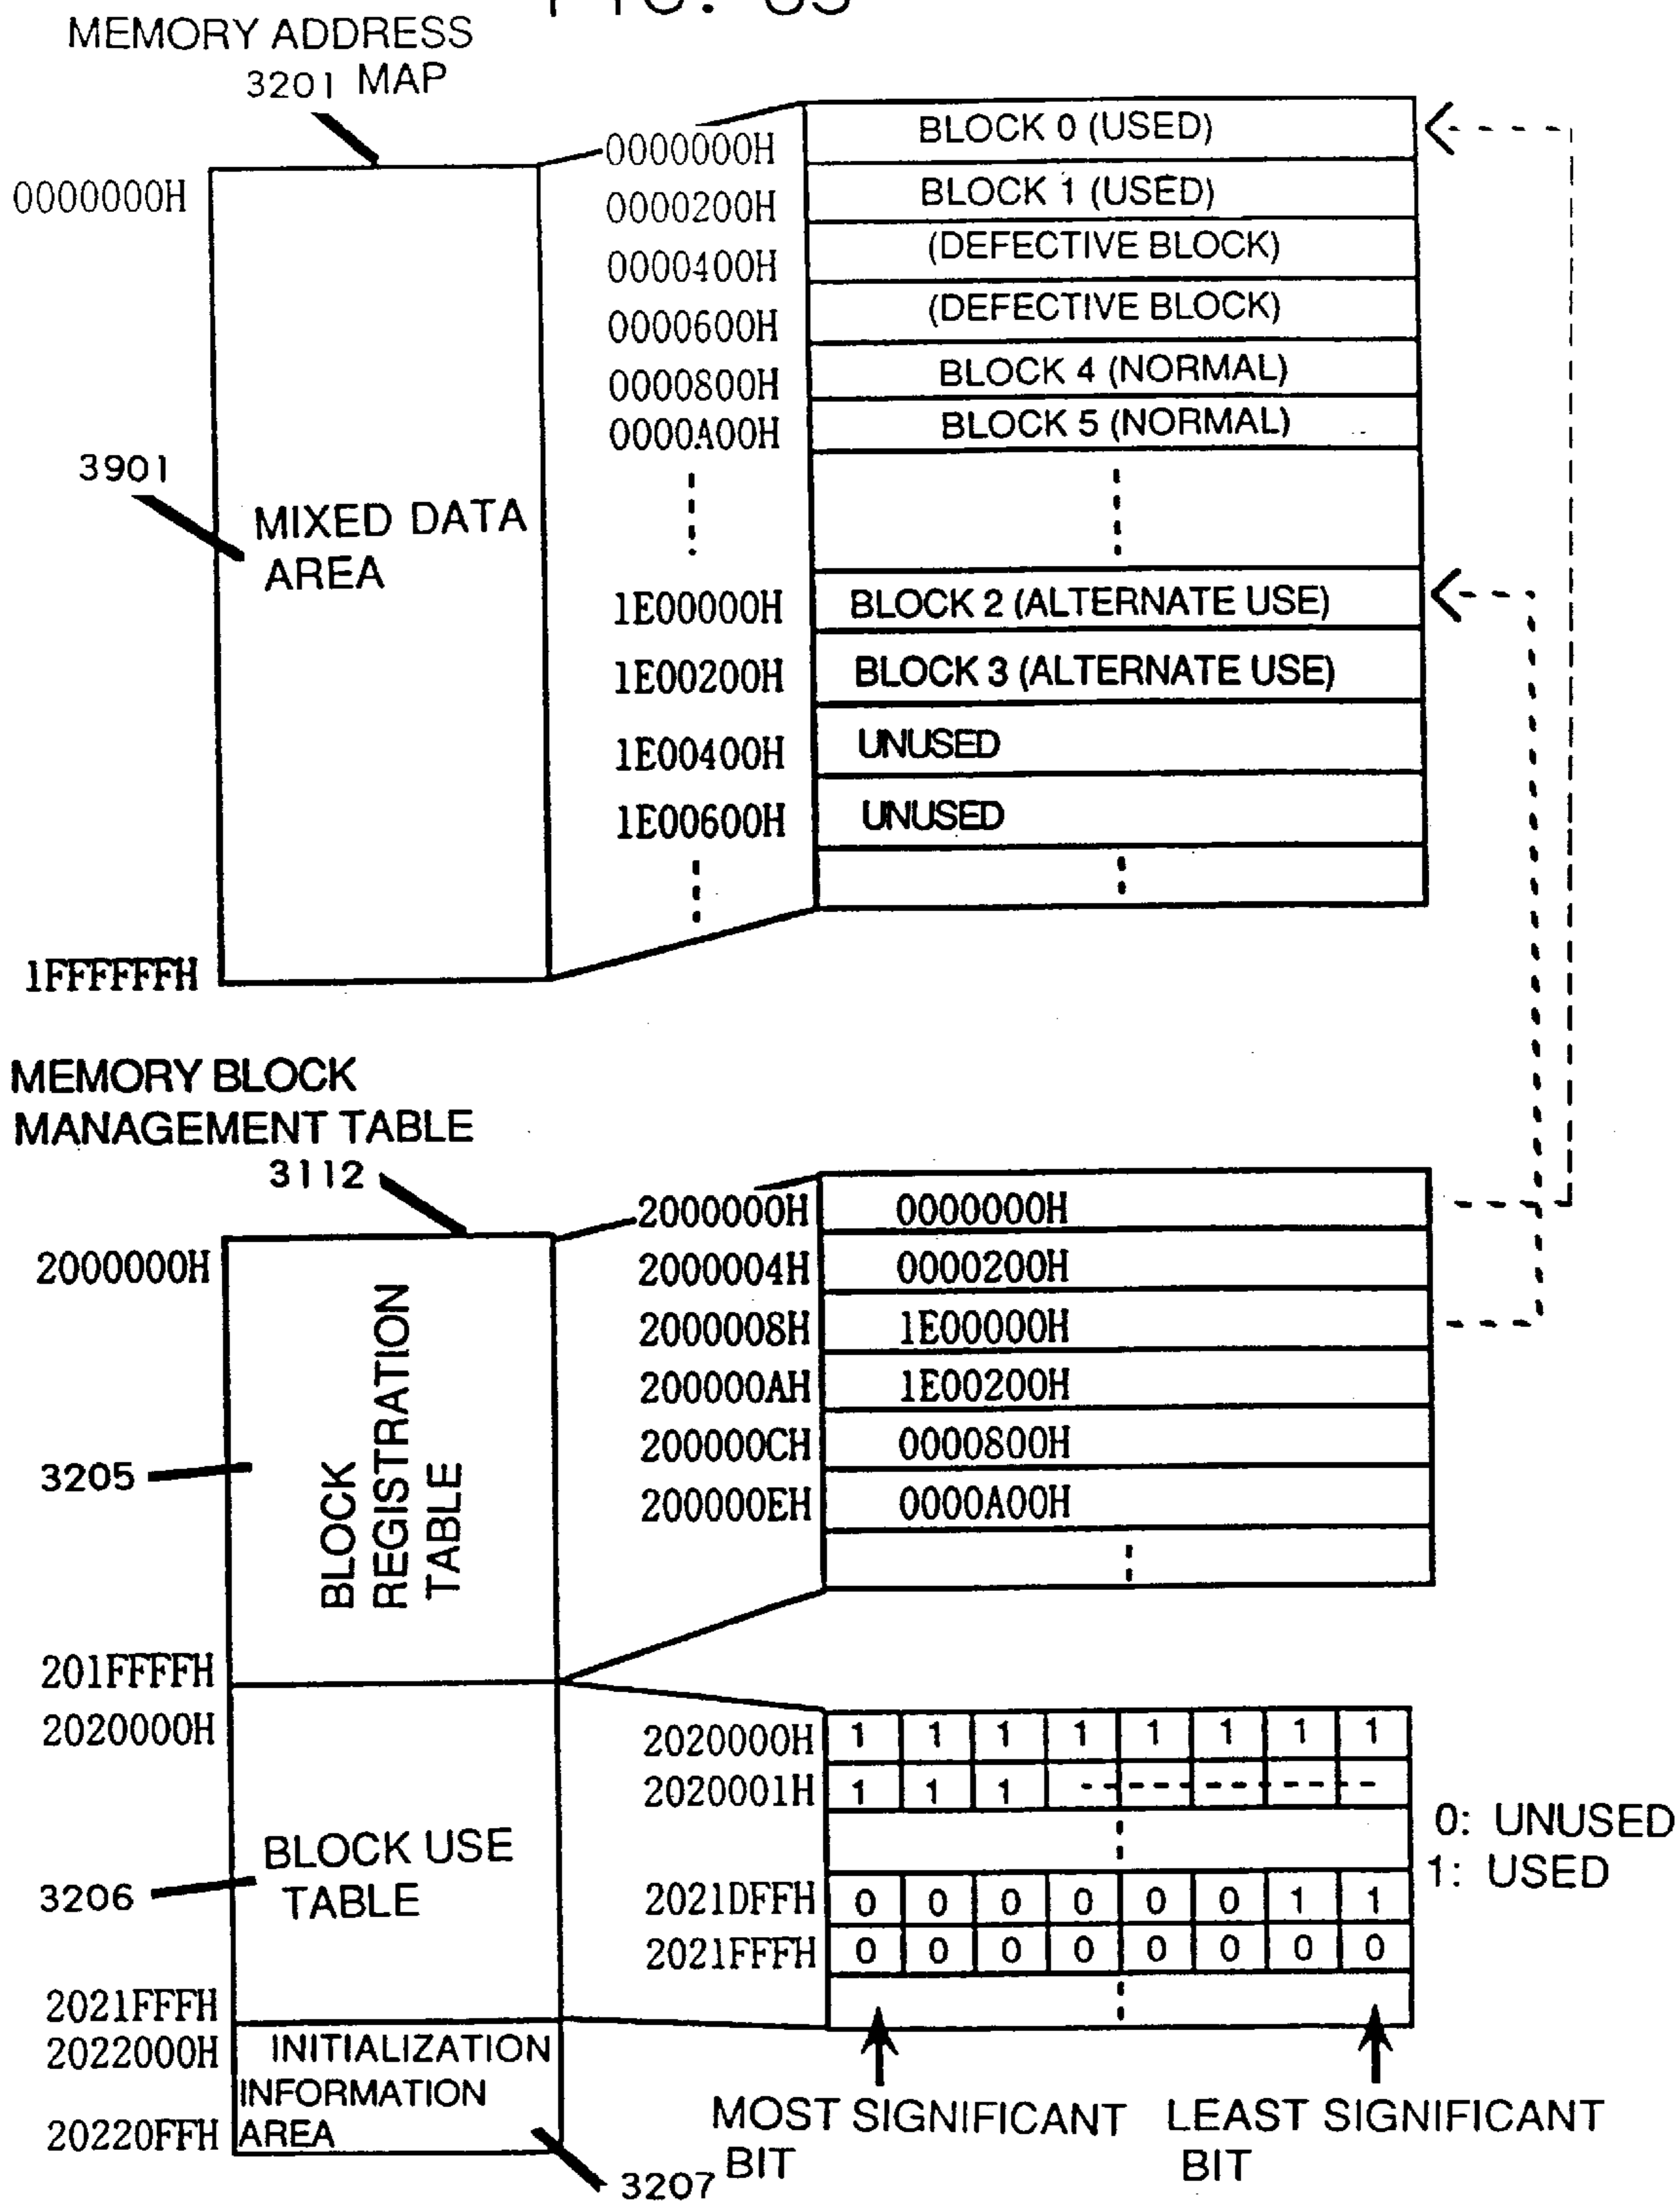 MEMORY ADDRESS
3201 MAP
0000000H
3901
MIXED DATA
AREA
1FFFFFFH
0000000H BLOCK 0 (USED)
0000200H BLOCK 1 (USED)
0000400H (DEFECTIVE BLOCK)
0000600H (DEFECTIVE BLOCK)
0000800H BLOCK 4 (NORMAL)
0000A00H BLOCK 5 (NORMAL)
1E00000H BLOCK 2 (ALTERNATE USE)
1E00200H BLOCK 3 (ALTERNATE USE)
1E00400H UNUSED
1E00600H UNUSED
MEMORY BLOCK
MANAGEMENT TABLE
3112
2000000H
3205
BLOCK
REGISTRATION
TABLE
201FFFFH
2000000H 0000000H
2000004H 0000200H
2000008H 1E00000H
200000AH 1E00200H
200000CH 0000800H
200000EH 0000A00H
2020000H
3206
BLOCK USE
TABLE
2021FFFH
2020000H 1 1 1 1 1 1 1 1
2020001H 1 1 1
2021DFFH 0 0 0 0 0 0 1 1
2021FFFH 0 0 0 0 0 0 0 0
0: UNUSED
1: USED
2022000H
INITIALIZATION
INFORMATION
AREA
20220FFH
3207
MOST SIGNIFICANT
BIT
LEAST SIGNIFICANT
BIT